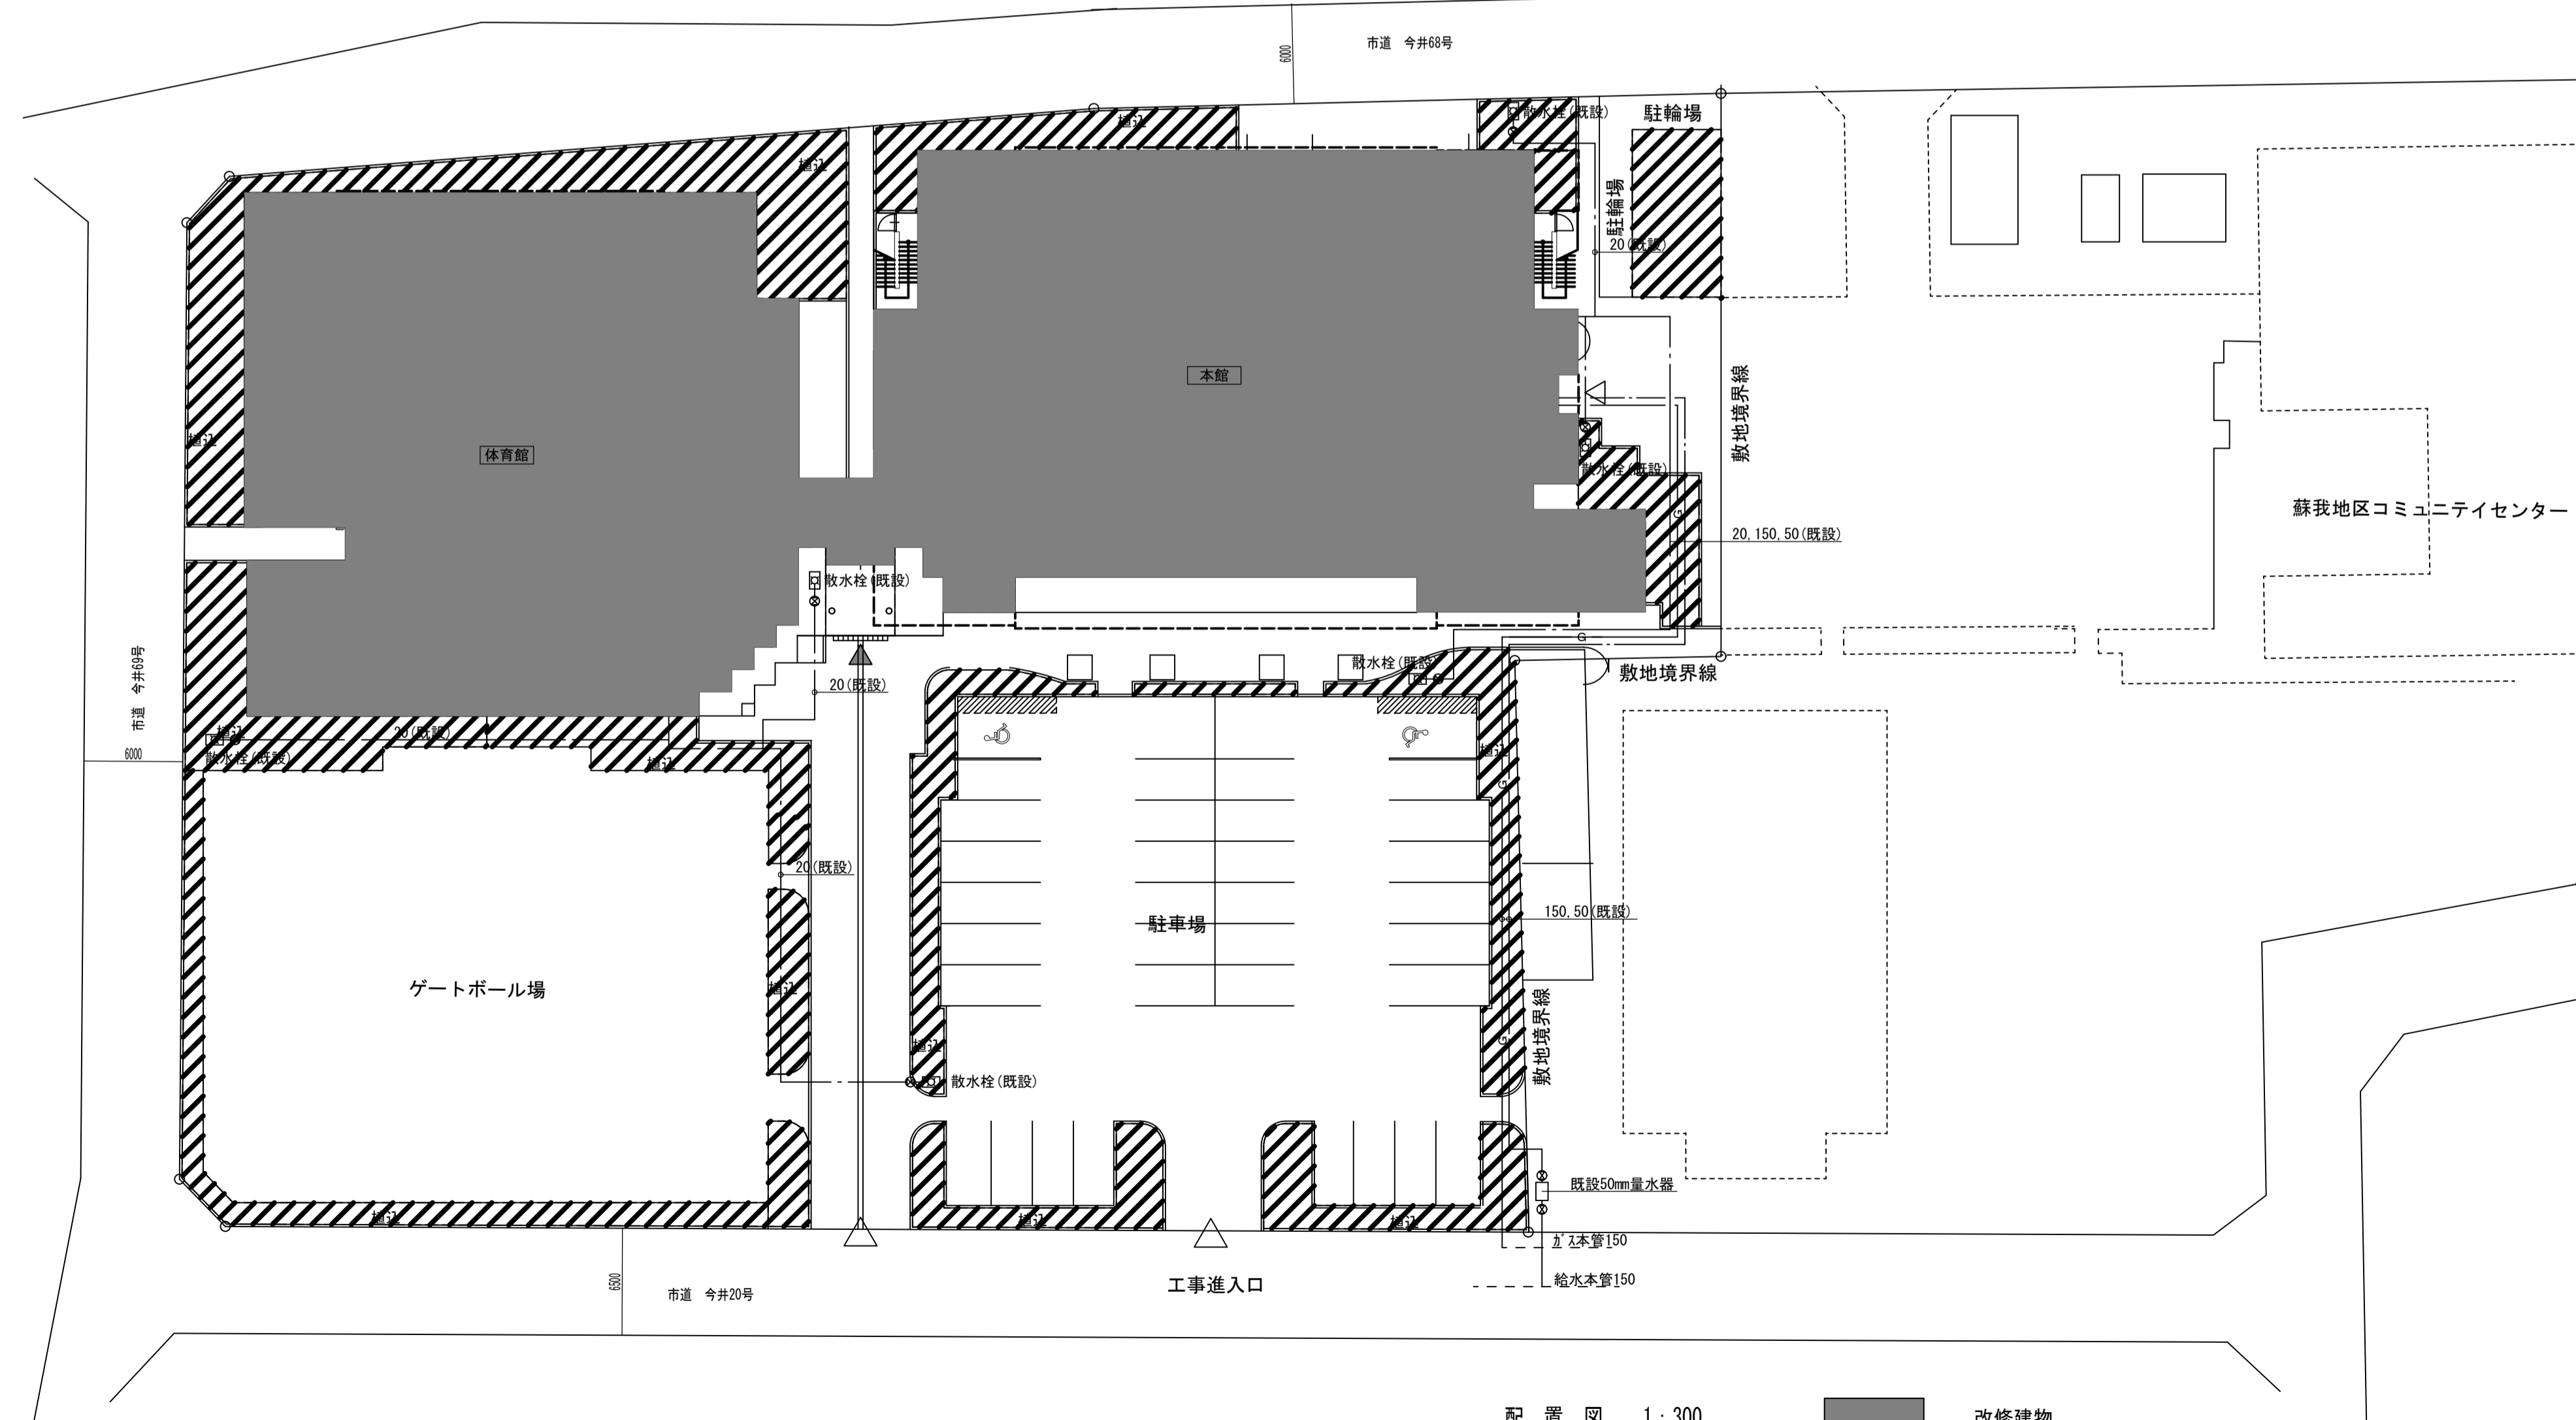 市道　今井68号
6000
駐輪場
散水栓(既設)
植込
植込
駐輪場
20(既設)
本館
敷地境界線
植込
体育館
散水栓(既設)
蘇我地区コミュニテイセンター
G
20,150,50(既設)
散水栓(既設)
G
市道　今井69号
散水栓(既設)
敷地境界線
20(既設)
植込
20(既設)
植込
6000
散水栓(既設)
植込
G
20(既設)
150,50(既設)
駐車場
ゲートボール場
植込
敷地境界線
G
植込
散水栓(既設)
既設50mm量水器
植込
植込
植込
ｶﾞｽ本管150
6500
工事進入口
給水本管150
市道　今井20号
配　置　図　1：300
改修建物